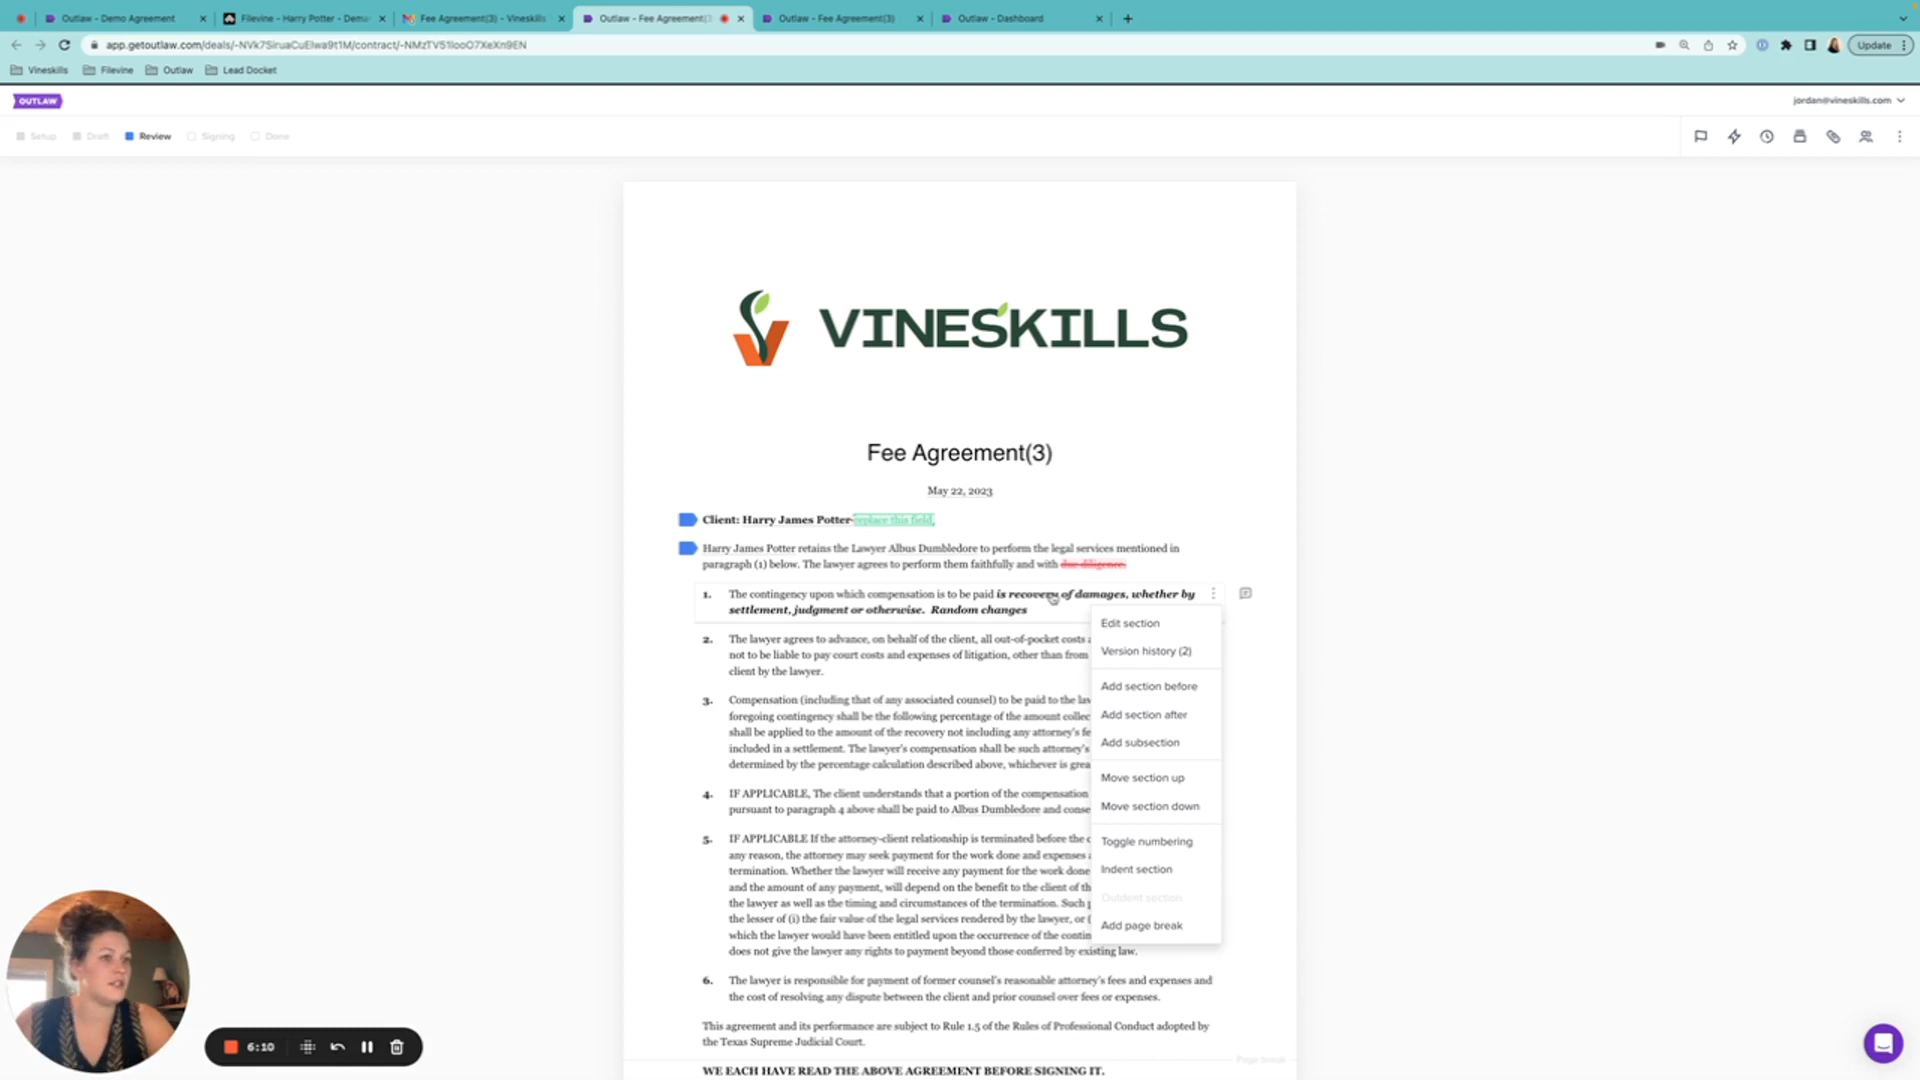 Outlaw - Demo Agreement
Filevine - Harry Potter - Dema
Fee Agreement(3) - Vineskills
Outlaw - Fee Agreement(3
Outlaw - Fee Agreement(3)
Outlaw - Dashboard
app.getoutlaw.com/deals/-NVk7SiruaCuElwa9t1M/contract/-NMzTV51looO7XeXn9EN
Update
Vineskills
Filevine
Outlaw
Lead Docket
OUTLAW
jordan@vineskills.com
Setup
Draft
Review
Signing
Done
VINESKILLS
Fee Agreement(3)
May 22, 2023
Client: Harry James Potter replace this field.
Harry James Potter retains the Lawyer Albus Dumbledore to perform the legal services mentioned in
paragraph (1) below. The lawyer agrees to perform them faithfully and with due diligence.
1. The contingency upon which compensation is to be paid is recovery of damages, whether by
settlement, judgment or otherwise. Random changes
2. The lawyer agrees to advance, on behalf of the client, all out-of-pocket costs
not to be liable to pay court costs and expenses of litigation, other than from
client by the lawyer.
3. Compensation (including that of any associated counsel) to be paid to the
foregoing contingency shall be the following percentage of the amount
shall be applied to the amount of the recovery not including any attorney's
included in a settlement. The lawyer's compensation shall be such attorney's
determined by the percentage calculation described above, whichever is
4. IF APPLICABLE, The client understands that a portion of the compensation
pursuant to paragraph 4 above shall be paid to Albus Dumbledore and
5. IF APPLICABLE If the attorney-client relationship is terminated before the
any reason, the attorney may seek payment for the work done and expenses
termination. Whether the lawyer will receive any payment for the work done
and the amount of any payment, will depend on the benefit to the client of
the lawyer as well as the timing and circumstances of the termination. Such
the lesser of (i) the fair value of the legal services rendered by the lawyer, or
which the lawyer would have been entitled upon the occurrence of the
does not give the lawyer any rights to payment beyond those conferred by existing law.
6. The lawyer is responsible for payment of former counsel's reasonable attorney's fees and expenses and
the cost of resolving any dispute between the client and prior counsel over fees or expenses.
This agreement and its performance are subject to Rule 1.5 of the Rules of Professional Conduct adopted by
the Texas Supreme Judicial Court.
Page break
WE EACH HAVE READ THE ABOVE AGREEMENT BEFORE SIGNING IT.
Edit section
Version history (2)
Add section before
Add section after
Add subsection
Move section up
Move section down
Toggle numbering
Indent section
Outdent section
Add page break
6:10